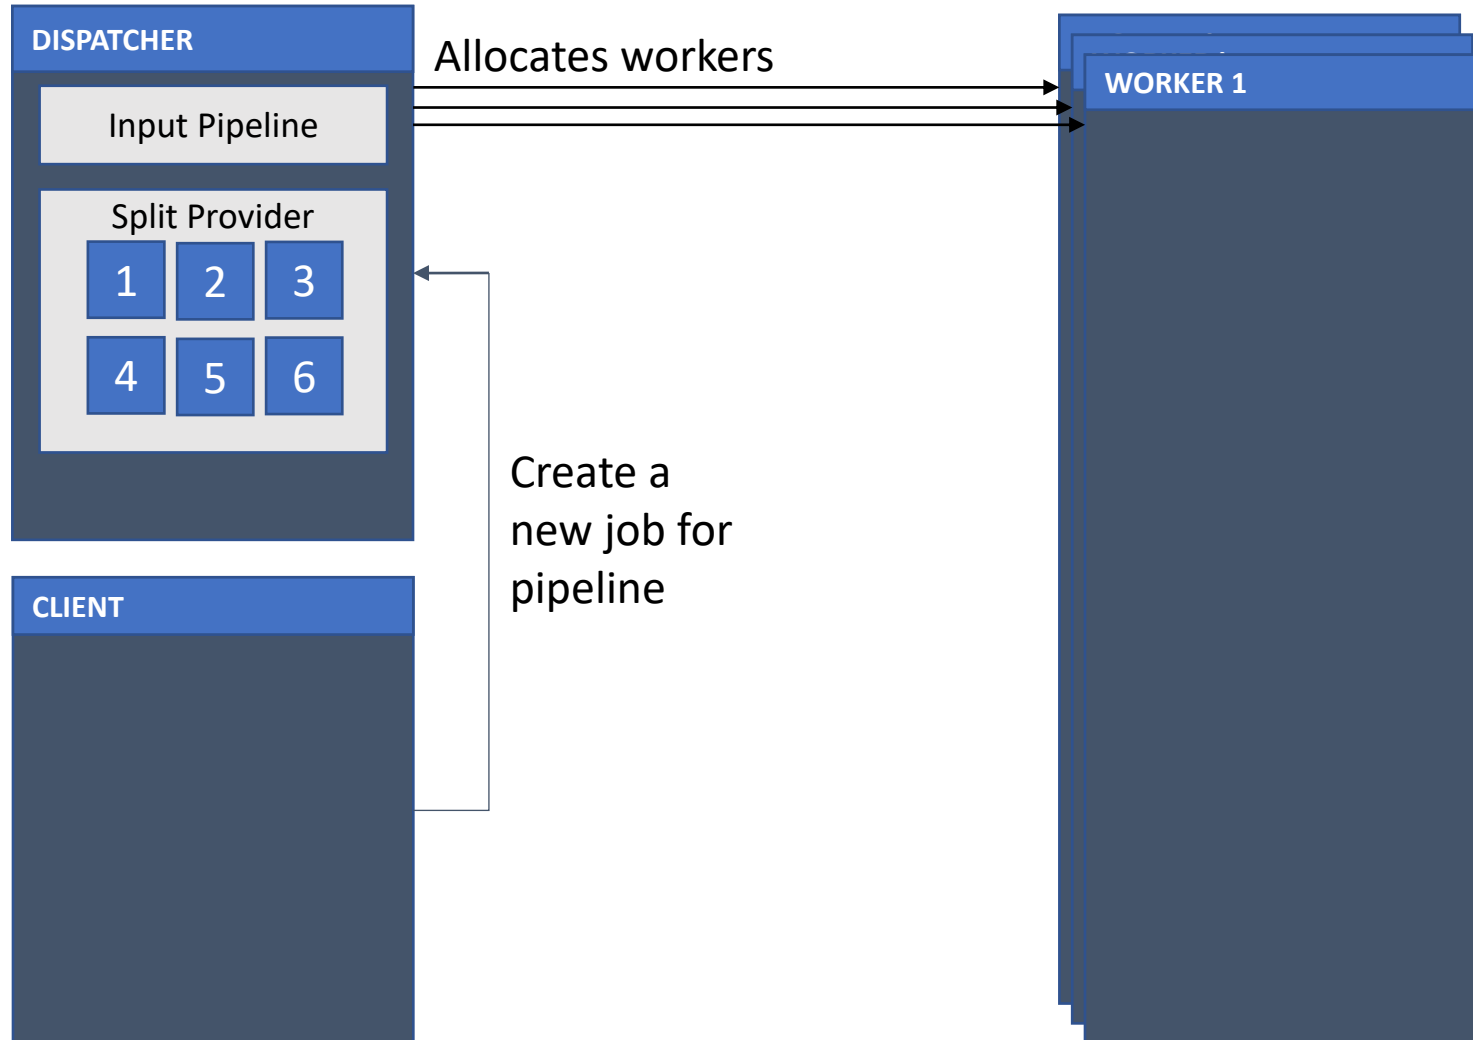 DISPATCHER
Allocates workers
WORKER 1
Input Pipeline
Split Provider
1 2 3
4 5 6
Create a
new job for
pipeline
CLIENT